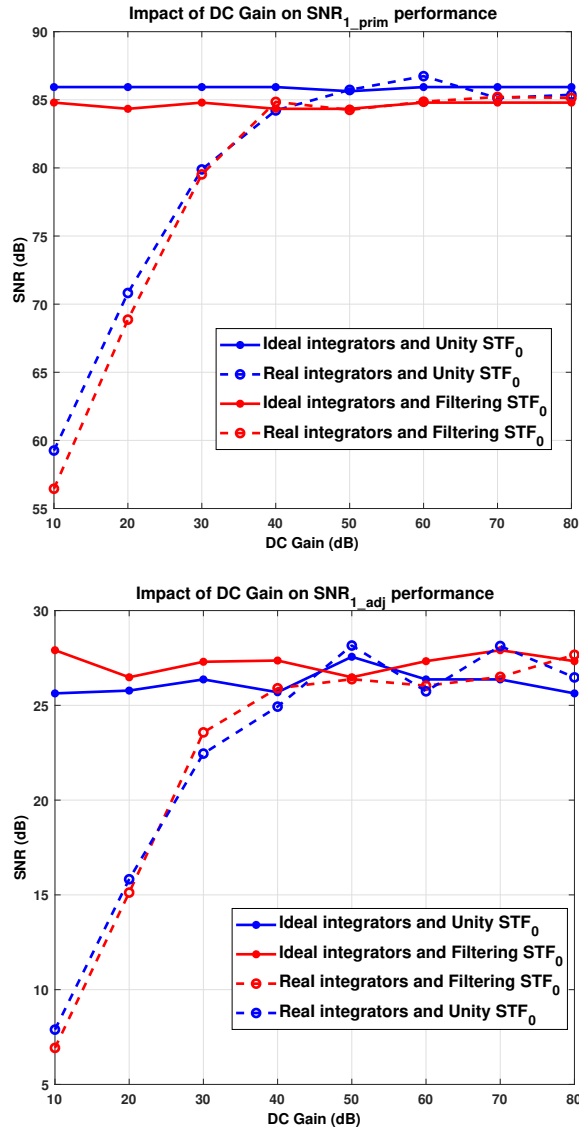 Impact of DC Gain on SNR1_prim performance
90
85
80
75
70
65
60
55
SNR (dB)
Ideal integrators and Unity STF0
Real integrators and Unity STF0
Ideal integrators and Filtering STF0
Real integrators and Filtering STF0
10 20 30 40 50 60 70 80
DC Gain (dB)
Impact of DC Gain on SNR1_adj performance
30
25
20
15
10
5
SNR (dB)
Ideal integrators and Unity STF0
Ideal integrators and Filtering STF0
Real integrators and Filtering STF0
Real integrators and Unity STF0
10 20 30 40 50 60 70 80
DC Gain (dB)